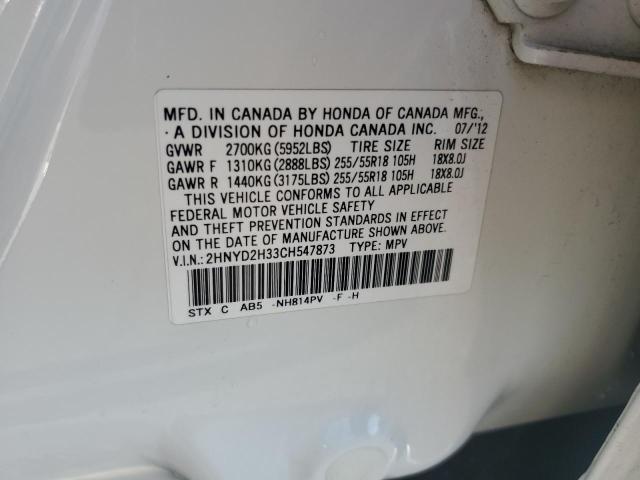 MFD. IN CANADA BY HONDA OF CANADA MFG.,
· A DIVISION OF HONDA CANADA INC. 07/'12
GVWR 2700KG(5952LBS) TIRE SIZE RIM SIZE
GAWR F 1310KG(2888LBS) 255/55R18 105H 18X8.0J
GAWR R 1440KG(3175LBS) 255/55R18 105H 18X8.0J
THIS VEHICLE CONFORMS TO ALL APPLICABLE
FEDERAL MOTOR VEHICLE SAFETY
AND THEFT PREVENTION STANDARDS IN EFFECT
ON THE DATE OF MANUFACTURE SHOWN ABOVE.
V.I.N.: 2HNYD2H33CH547873 TYPE: MPV
STX C AB5 -NH814PV -F -H